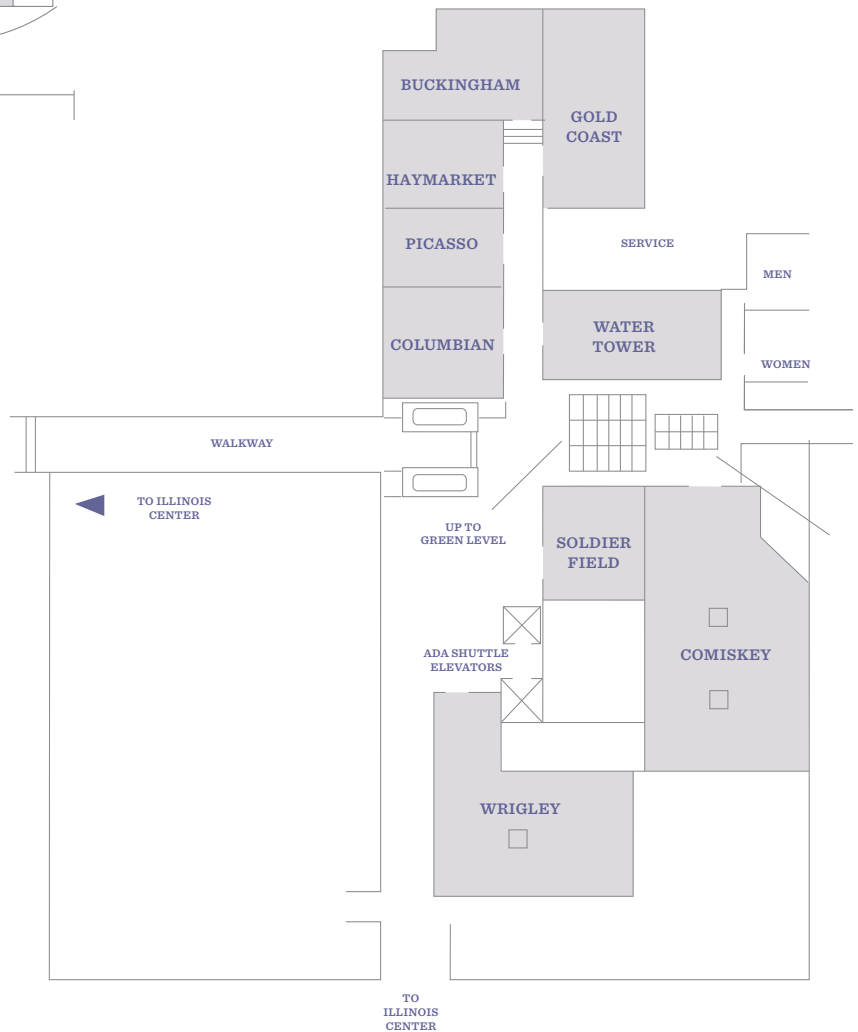 BUCKINGHAM
GOLD
COAST
HAYMARKET
PICASSO
SERVICE
MEN
WATER
TOWER
COLUMBIAN
WOMEN
WALKWAY
TO ILLINOIS
CENTER
UP TO
GREEN LEVEL
SOLDIER
FIELD
ADA SHUTTLE
ELEVATORS
COMISKEY
WRIGLEY
TO
ILLINOIS
CENTER